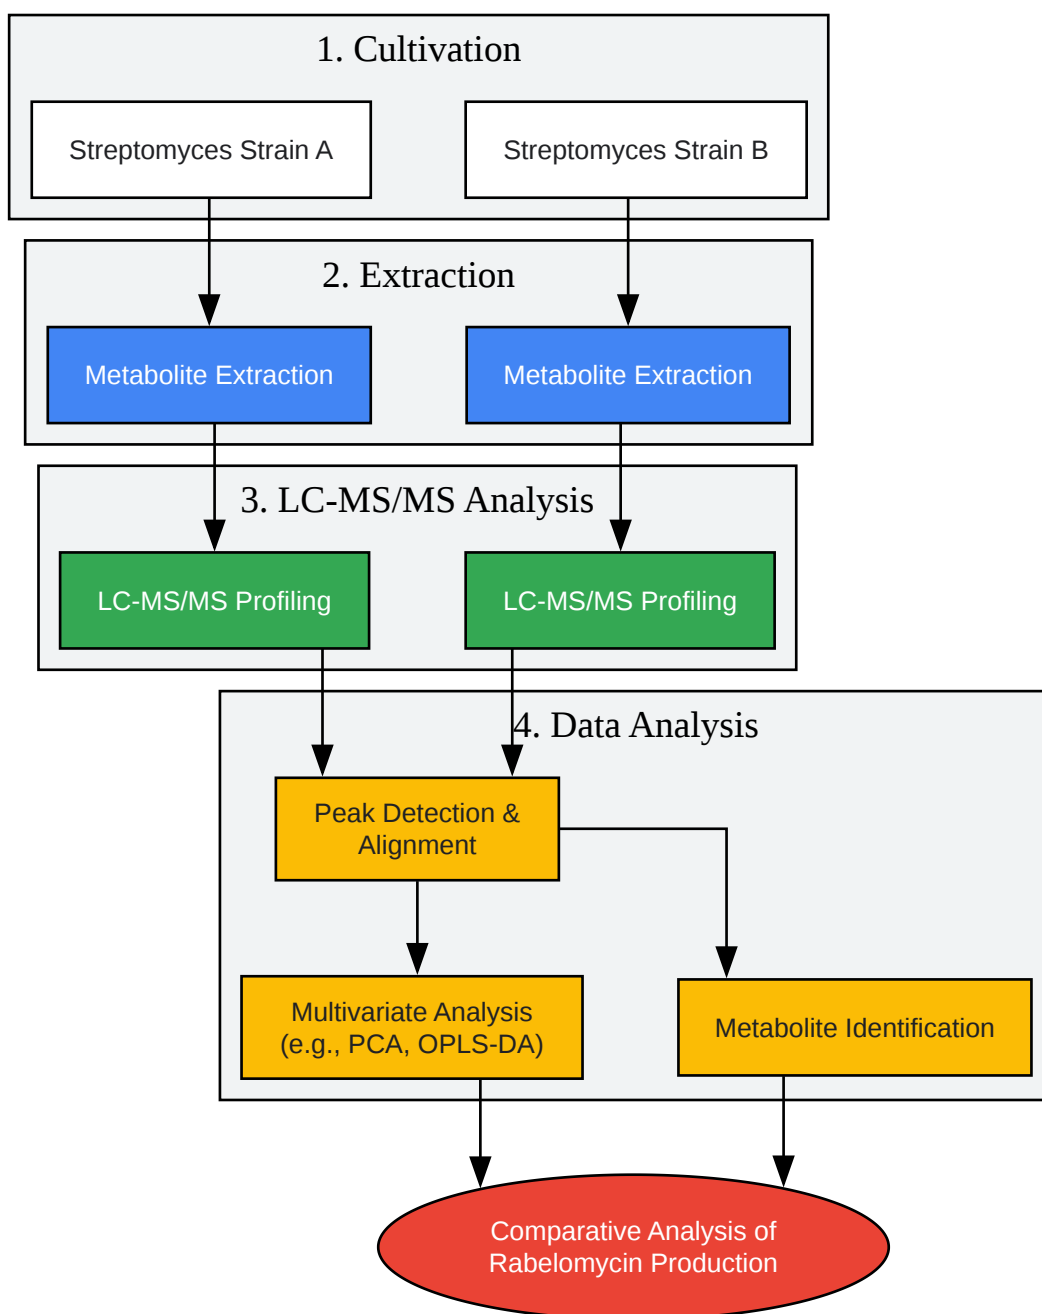 1. Cultivation
Streptomyces Strain A
Streptomyces Strain B
2. Extraction
Metabolite Extraction
Metabolite Extraction
3. LC-MS/MS Analysis
LC-MS/MS Profiling
LC-MS/MS Profiling
4. Data Analysis
Peak Detection &
Alignment
Multivariate Analysis
(e.g., PCA, OPLS-DA)
Metabolite Identification
Comparative Analysis of
Rabelomycin Production